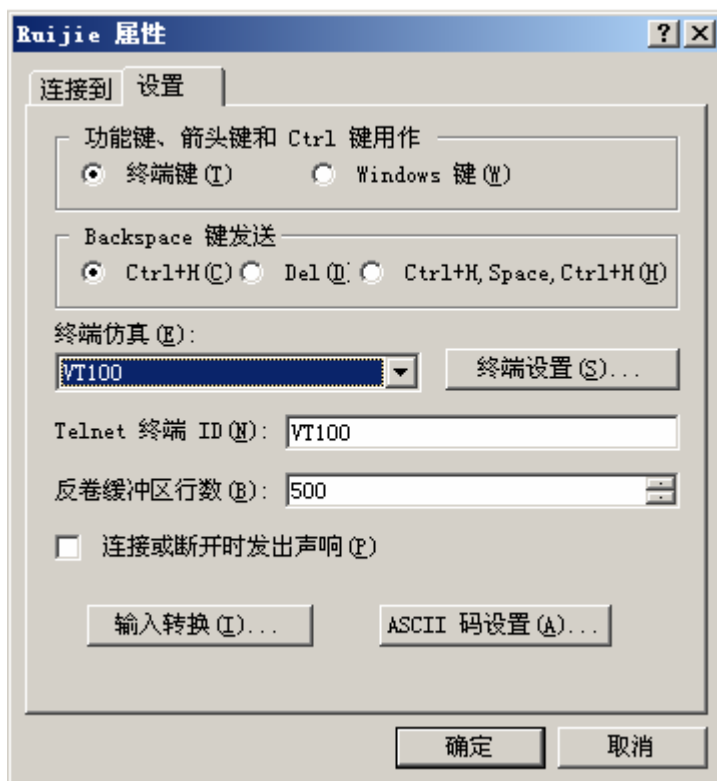 Ruijie 属性
连接到 设置
功能键、箭头键和 Ctrl 键用作
终端键(T) Windows 键(W)
Backspace 键发送
Ctrl+H(C) Del(D) Ctrl+H,Space,Ctrl+H(H)
终端仿真(E):
VT100 终端设置(S)...
Telnet 终端 ID(N): VT100
反卷缓冲区行数(B): 500
连接或断开时发出声响(P)
输入转换(I)... ASCII 码设置(A)...
确定 取消